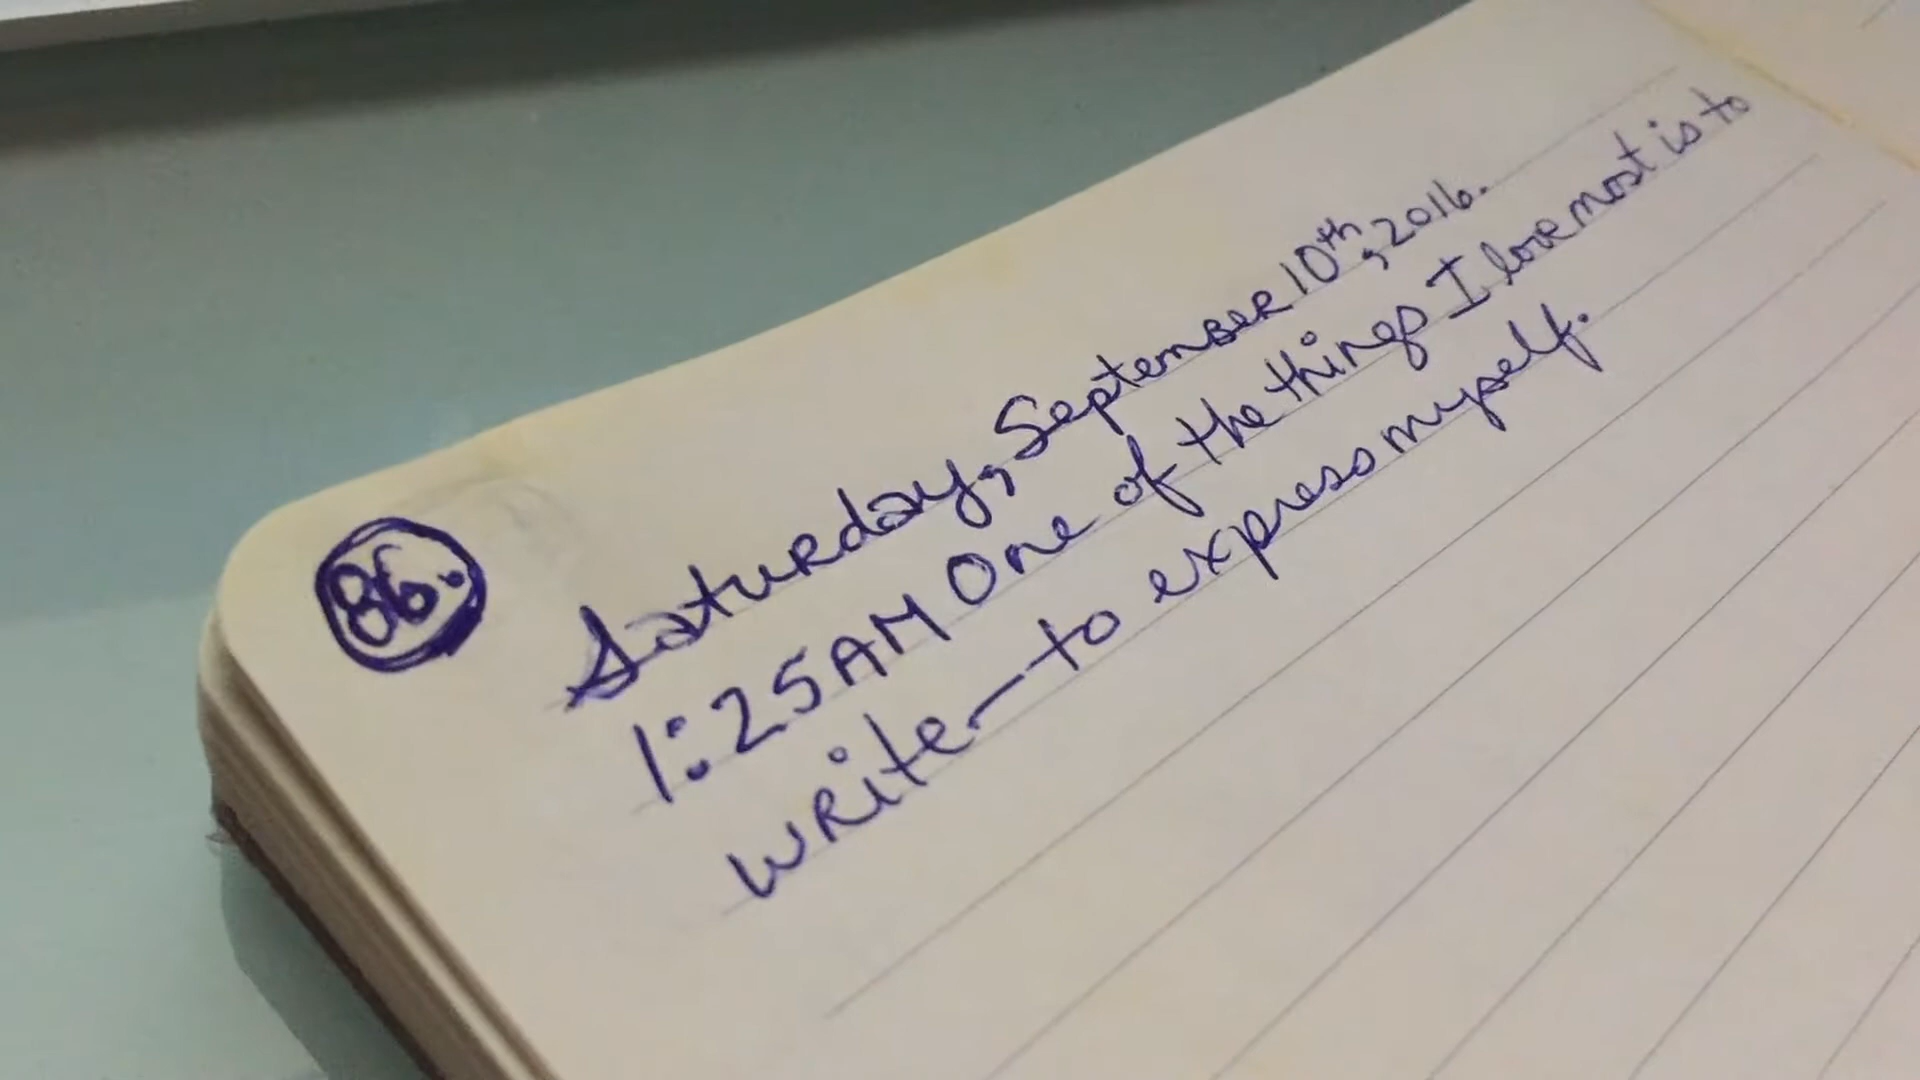 86.
Saturday, September 10th, 2016.
1:25AM One of the things I love most is to
write—to express myself.